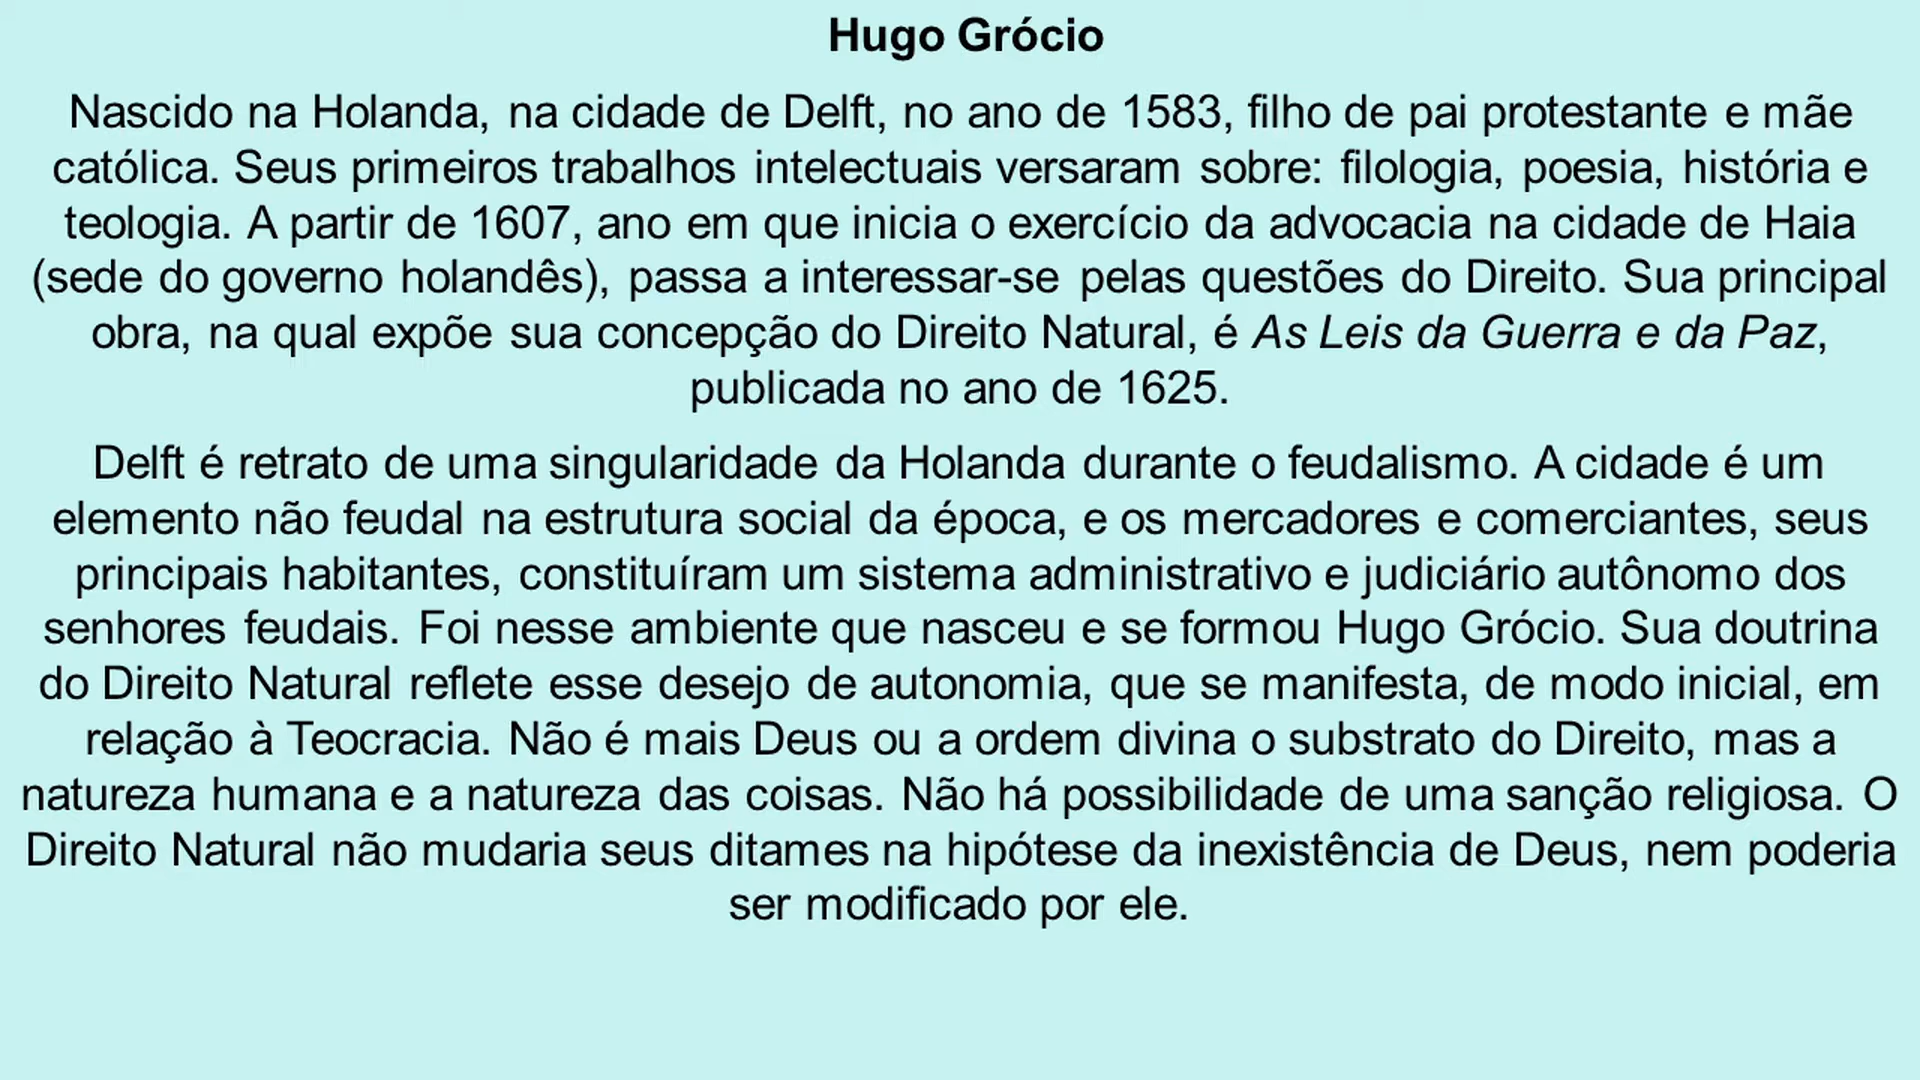 Hugo Grócio
Nascido na Holanda, na cidade de Delft, no ano de 1583, filho de pai protestante e mãe
católica. Seus primeiros trabalhos intelectuais versaram sobre: filologia, poesia, história e
teologia. A partir de 1607, ano em que inicia o exercício da advocacia na cidade de Haia
(sede do governo holandês), passa a interessar-se pelas questões do Direito. Sua principal
obra, na qual expõe sua concepção do Direito Natural, é As Leis da Guerra e da Paz,
publicada no ano de 1625.
Delft é retrato de uma singularidade da Holanda durante o feudalismo. A cidade é um
elemento não feudal na estrutura social da época, e os mercadores e comerciantes, seus
principais habitantes, constituíram um sistema administrativo e judiciário autônomo dos
senhores feudais. Foi nesse ambiente que nasceu e se formou Hugo Grócio. Sua doutrina
do Direito Natural reflete esse desejo de autonomia, que se manifesta, de modo inicial, em
relação à Teocracia. Não é mais Deus ou a ordem divina o substrato do Direito, mas a
natureza humana e a natureza das coisas. Não há possibilidade de uma sanção religiosa. O
Direito Natural não mudaria seus ditames na hipótese da inexistência de Deus, nem poderia
ser modificado por ele.